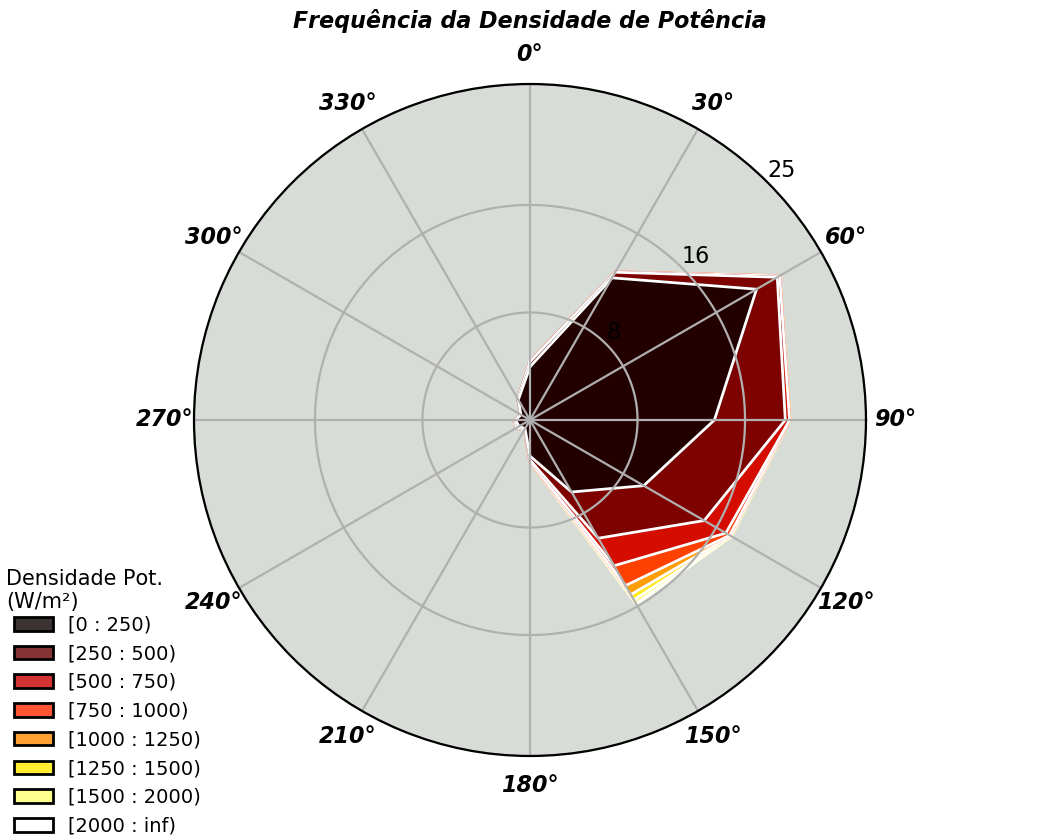 Frequência da Densidade de Potência
0°
330°
30°
25
300°
60°
16
8
270°
90°
240°
120°
210°
150°
180°
Densidade Pot.
(W/m²)
[0 : 250)
[250 : 500)
[500 : 750)
[750 : 1000)
[1000 : 1250)
[1250 : 1500)
[1500 : 2000)
[2000 : inf)